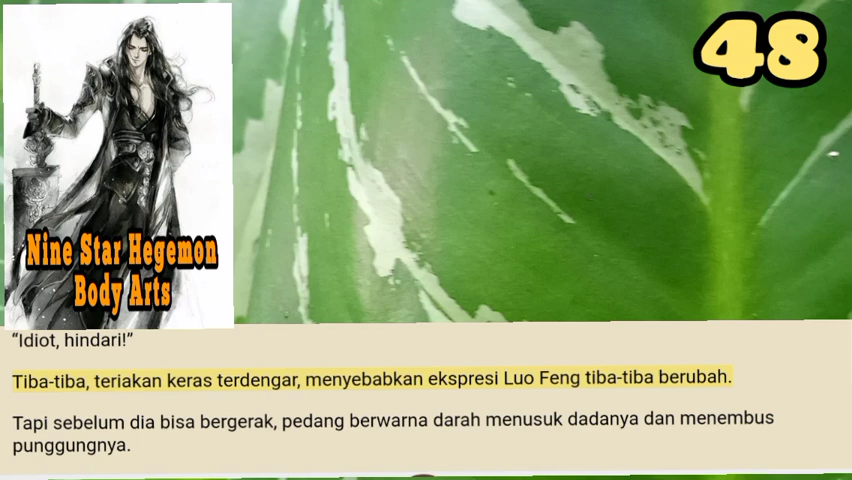 48
Nine Star Hegemon
Body Arts
“Idiot, hindari!”
Tiba-tiba, teriakan keras terdengar, menyebabkan ekspresi Luo Feng tiba-tiba berubah.
Tapi sebelum dia bisa bergerak, pedang berwarna darah menusuk dadanya dan menembus
punggungnya.